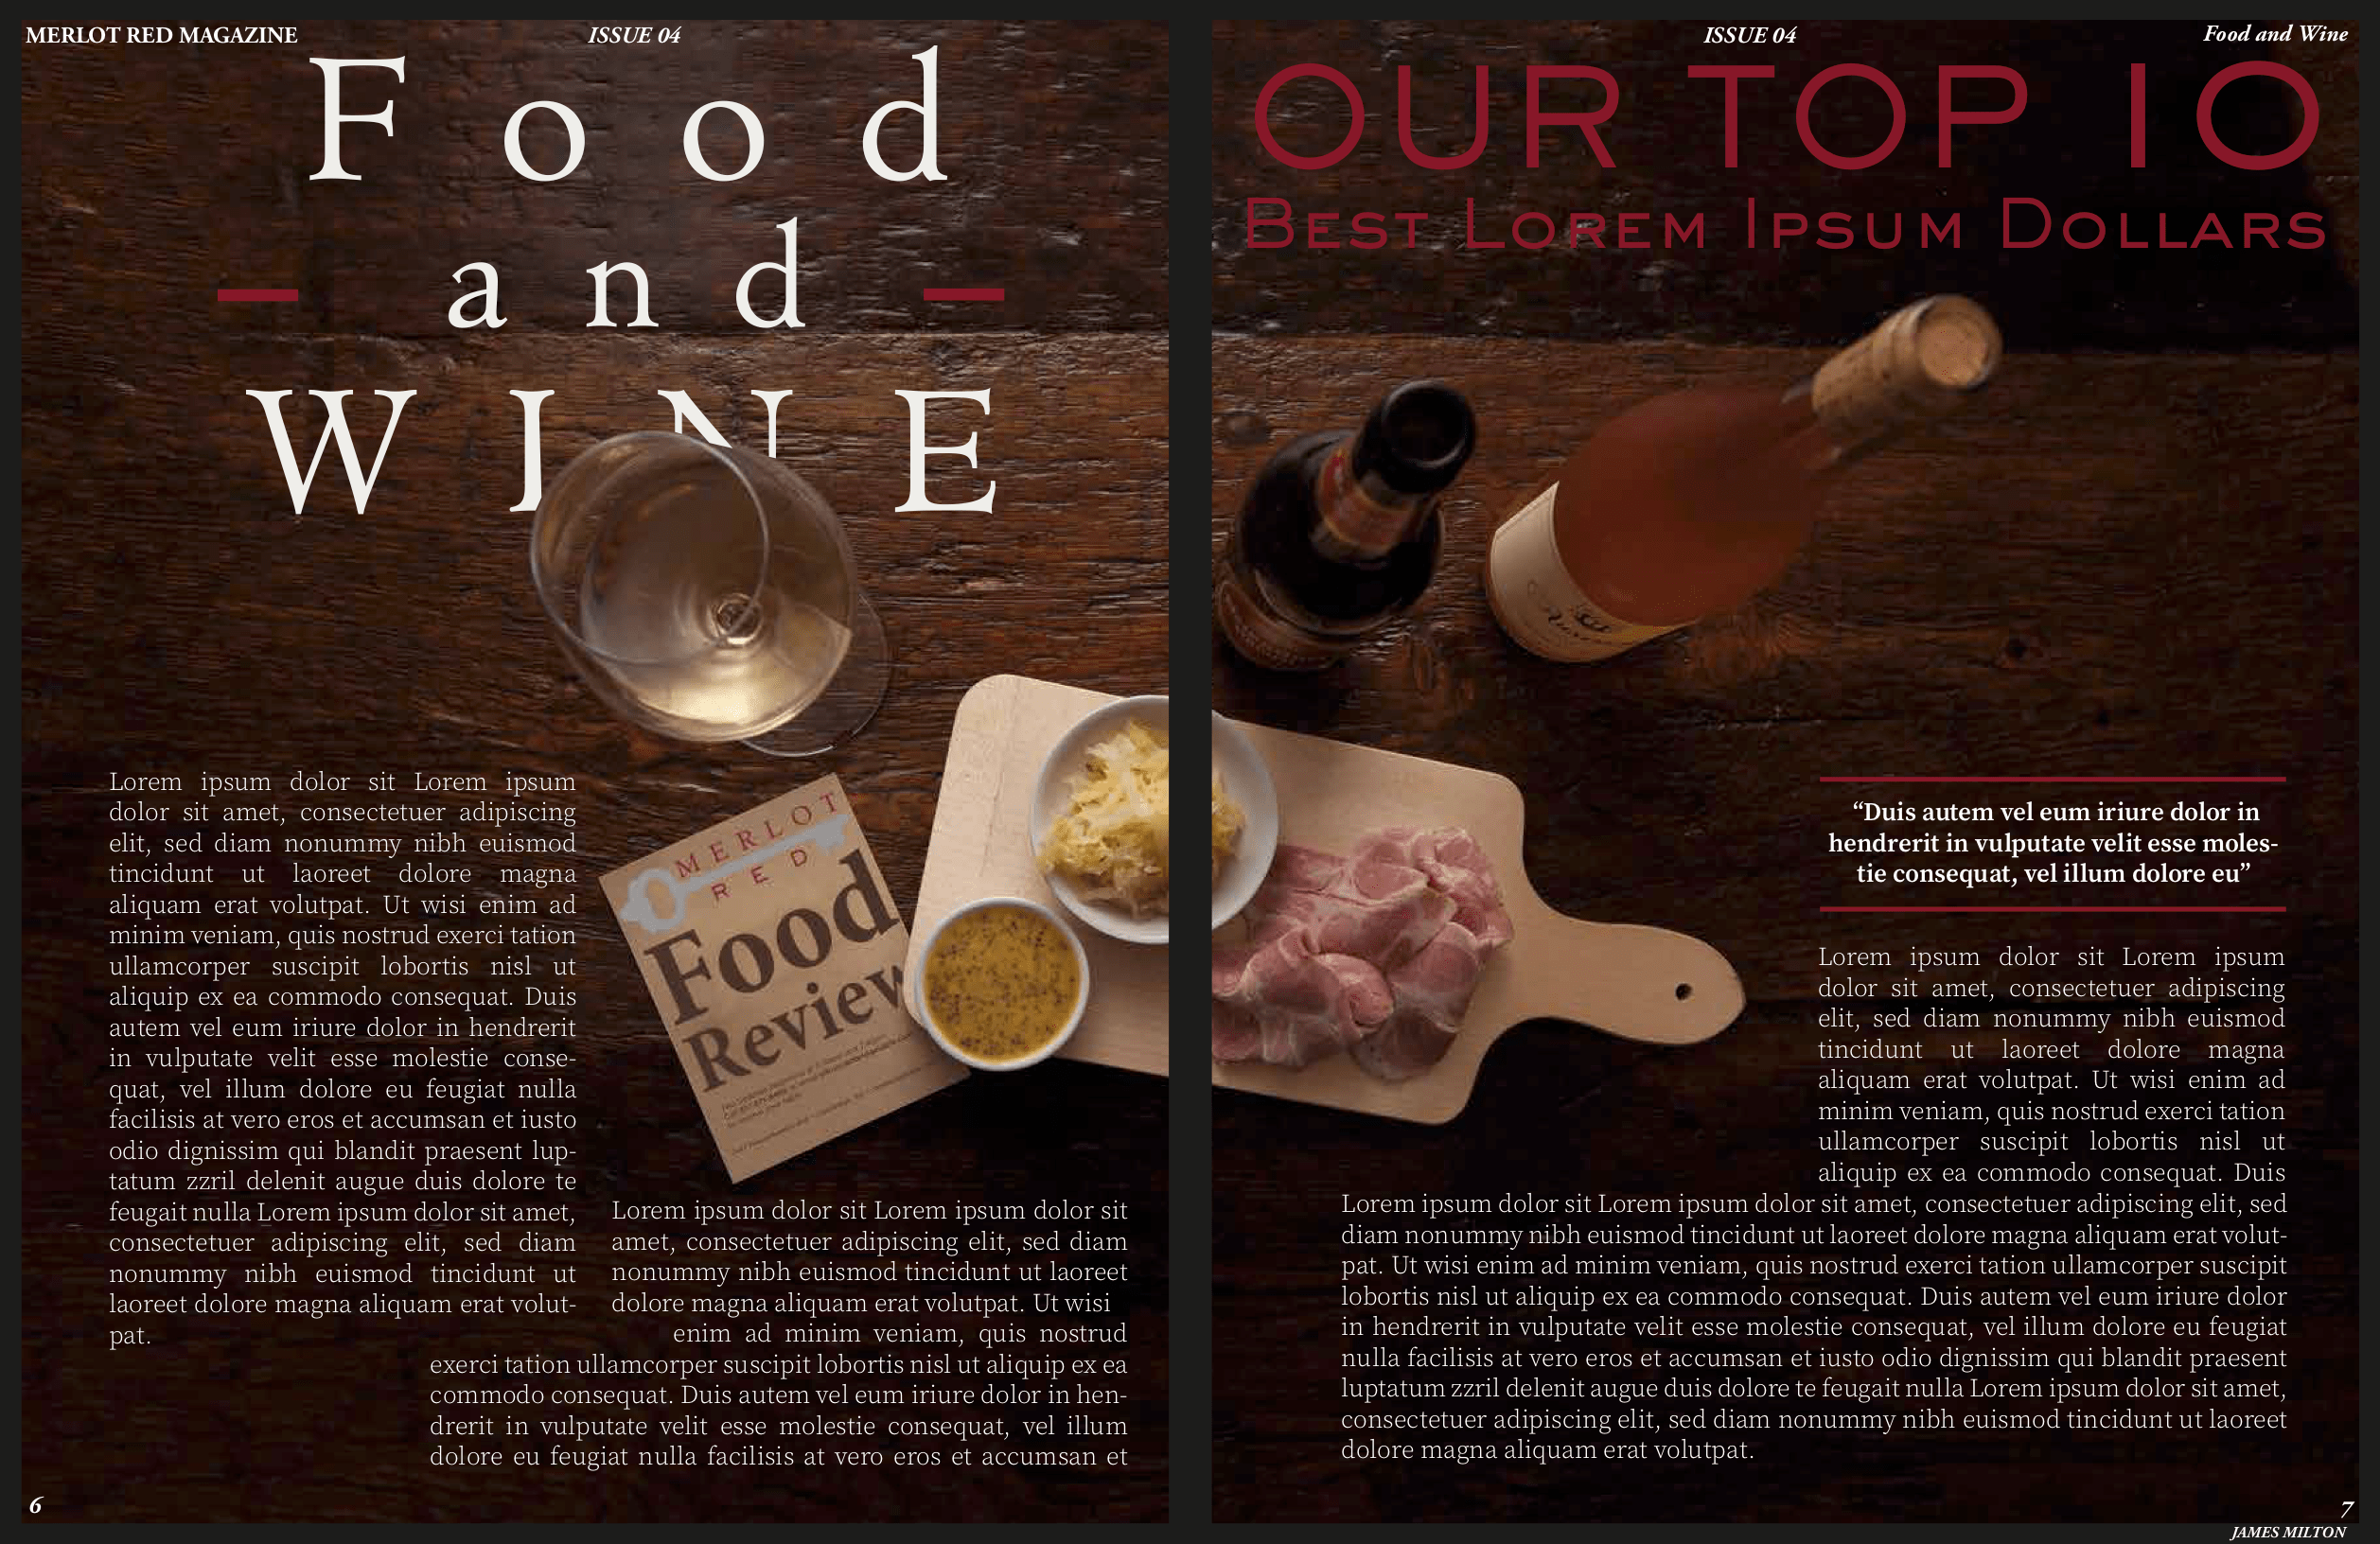 MERLOT RED MAGAZINE
ISSUE 04
Food
and
WINE
Lorem ipsum dolor sit Lorem ipsum
dolor sit amet, consectetuer adipiscing
elit, sed diam nonummy nibh euismod
tincidunt ut laoreet dolore magna
aliquam erat volutpat. Ut wisi enim ad
minim veniam, quis nostrud exerci tation
ullamcorper suscipit lobortis nisl ut
aliquip ex ea commodo consequat. Duis
autem vel eum iriure dolor in hendrerit
in vulputate velit esse molestie conse-
quat, vel illum dolore eu feugiat nulla
facilisis at vero eros et accumsan et iusto
odio dignissim qui blandit praesent lup-
tatum zzril delenit augue duis dolore te
feugait nulla Lorem ipsum dolor sit amet,
consectetuer adipiscing elit, sed diam
nonummy nibh euismod tincidunt ut
laoreet dolore magna aliquam erat volut-
pat.
MERLOT
RED
Food
Review
Lorem ipsum dolor sit Lorem ipsum dolor sit
amet, consectetuer adipiscing elit, sed diam
nonummy nibh euismod tincidunt ut laoreet
dolore magna aliquam erat volutpat. Ut wisi
enim ad minim veniam, quis nostrud
exerci tation ullamcorper suscipit lobortis nisl ut aliquip ex ea
commodo consequat. Duis autem vel eum iriure dolor in hen-
drerit in vulputate velit esse molestie consequat, vel illum
dolore eu feugiat nulla facilisis at vero eros et accumsan et
6
ISSUE 04
Food and Wine
OUR TOP 10
BEST LOREM IPSUM DOLLARS
“Duis autem vel eum iriure dolor in
hendrerit in vulputate velit esse moles-
tie consequat, vel illum dolore eu”
Lorem ipsum dolor sit Lorem ipsum
dolor sit amet, consectetuer adipiscing
elit, sed diam nonummy nibh euismod
tincidunt ut laoreet dolore magna
aliquam erat volutpat. Ut wisi enim ad
minim veniam, quis nostrud exerci tation
ullamcorper suscipit lobortis nisl ut
aliquip ex ea commodo consequat. Duis
Lorem ipsum dolor sit Lorem ipsum dolor sit amet, consectetuer adipiscing elit, sed
diam nonummy nibh euismod tincidunt ut laoreet dolore magna aliquam erat volut-
pat. Ut wisi enim ad minim veniam, quis nostrud exerci tation ullamcorper suscipit
lobortis nisl ut aliquip ex ea commodo consequat. Duis autem vel eum iriure dolor
in hendrerit in vulputate velit esse molestie consequat, vel illum dolore eu feugiat
nulla facilisis at vero eros et accumsan et iusto odio dignissim qui blandit praesent
luptatum zzril delenit augue duis dolore te feugait nulla Lorem ipsum dolor sit amet,
consectetuer adipiscing elit, sed diam nonummy nibh euismod tincidunt ut laoreet
dolore magna aliquam erat volutpat.
7
JAMES MILTON